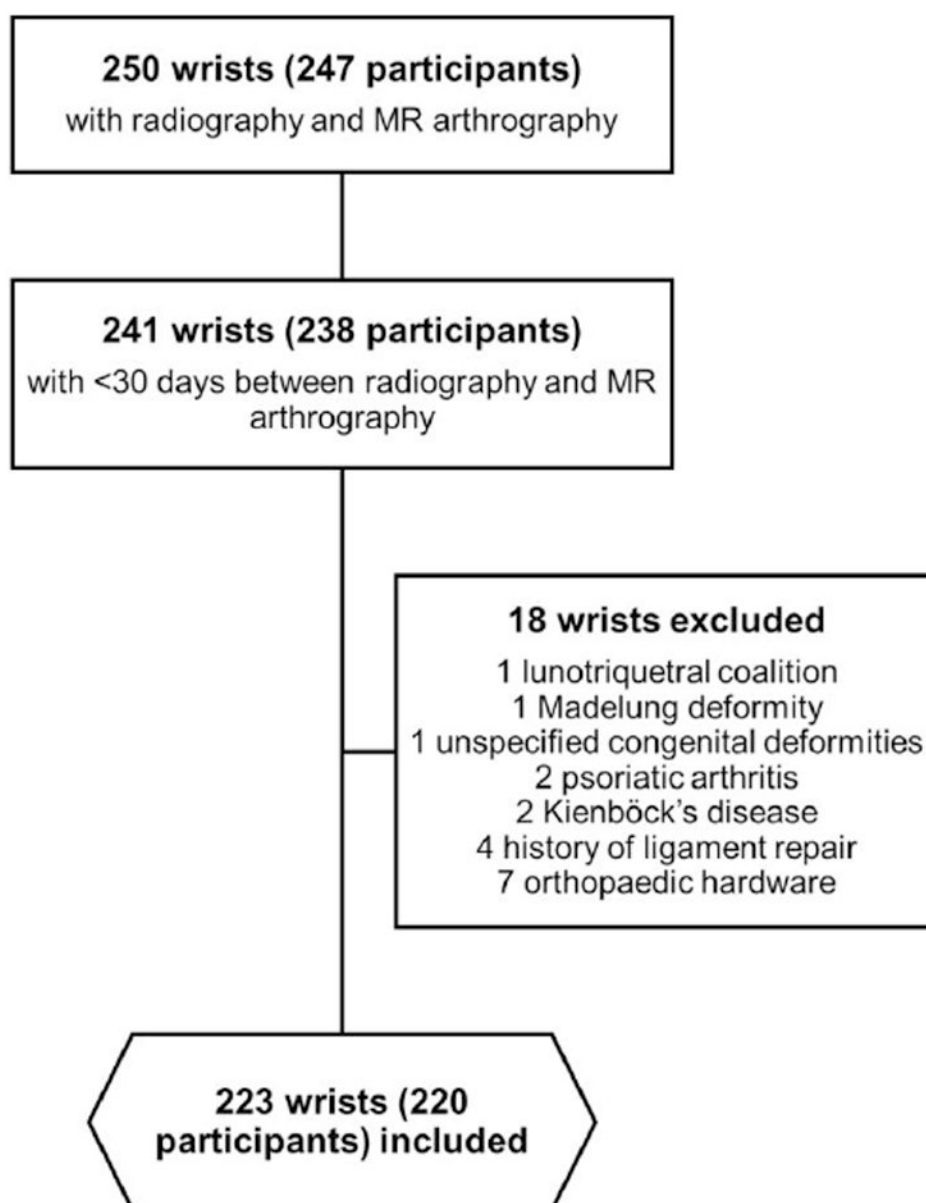 250 wrists (247 participants)
with radiography and MR arthrography
241 wrists (238 participants)
with <30 days between radiography and MR
arthrography
18 wrists excluded
1 lunotriquetral coalition
1 Madelung deformity
1 unspecified congenital deformities
2 psoriatic arthritis
2 Kienböck's disease
4 history of ligament repair
7 orthopaedic hardware
223 wrists (220
participants) included